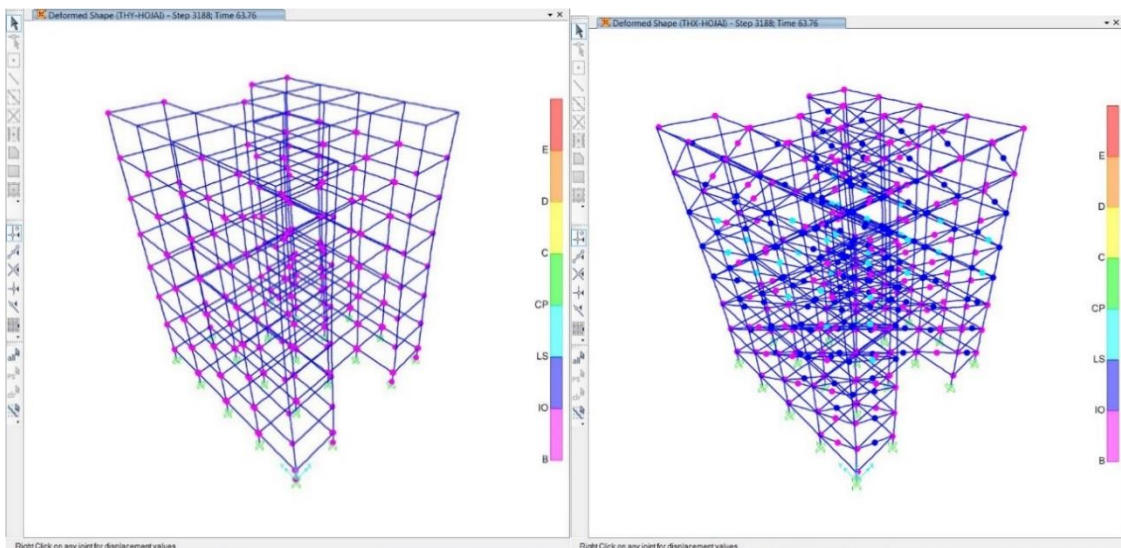 Deformed Shape (THY-HOJAI) - Step 3188; Time 63.76
E
D
C
CP
LS
IO
B
Right Click on any joint for displacement values
Deformed Shape (THX-HOJAI) - Step 3188; Time 63.76
E
D
C
CP
LS
IO
B
Right Click on any joint for displacement values